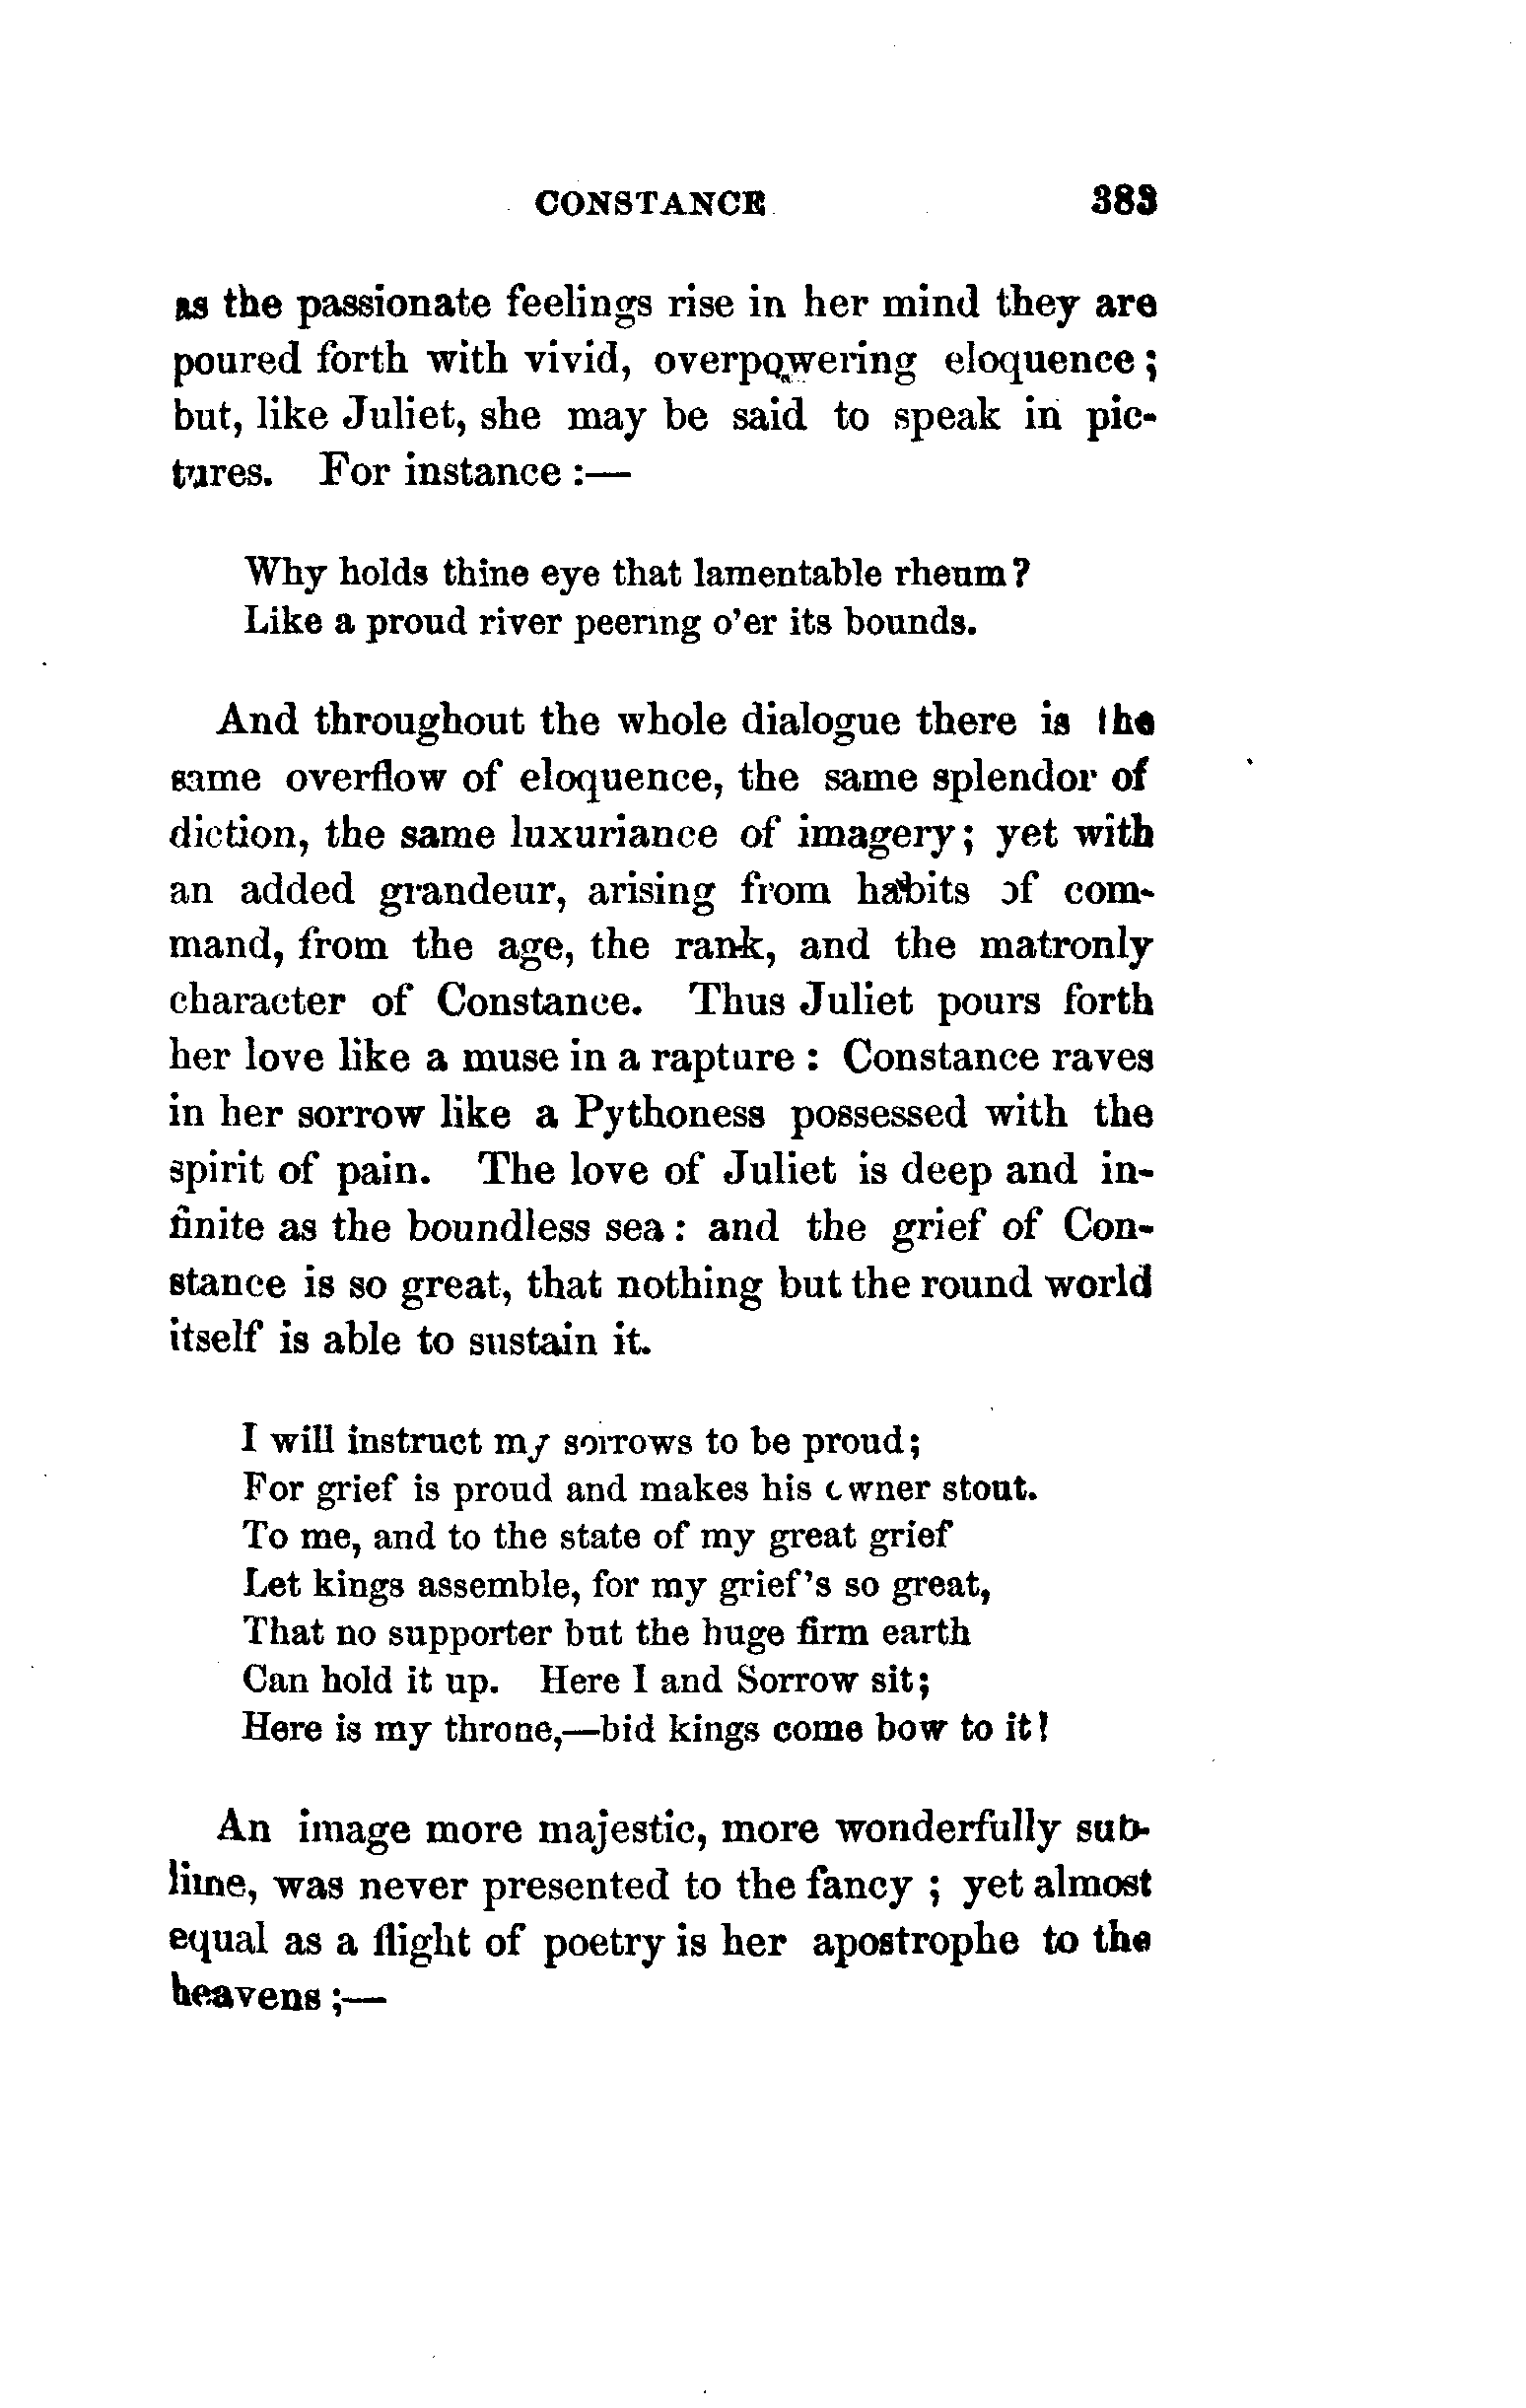 CONSTANCE 383
as the passionate feelings rise in her mind they are
poured forth with vivid, overpowering eloquence;
but, like Juliet, she may be said to speak in pic-
tures. For instance:—
Why holds thine eye that lamentable rheum?
Like a proud river peering o'er its bounds.
And throughout the whole dialogue there is the
same overflow of eloquence, the same splendor of
diction, the same luxuriance of imagery; yet with
an added grandeur, arising from habits of com-
mand, from the age, the rank, and the matronly
character of Constance. Thus Juliet pours forth
her love like a muse in a rapture: Constance raves
in her sorrow like a Pythoness possessed with the
spirit of pain. The love of Juliet is deep and in-
finite as the boundless sea: and the grief of Con-
stance is so great, that nothing but the round world
itself is able to sustain it.
I will instruct my sorrows to be proud;
For grief is proud and makes his owner stout.
To me, and to the state of my great grief
Let kings assemble, for my grief's so great,
That no supporter but the huge firm earth
Can hold it up. Here I and Sorrow sit;
Here is my throne,—bid kings come bow to it!
An image more majestic, more wonderfully sub-
lime, was never presented to the fancy; yet almost
equal as a flight of poetry is her apostrophe to the
heavens;—